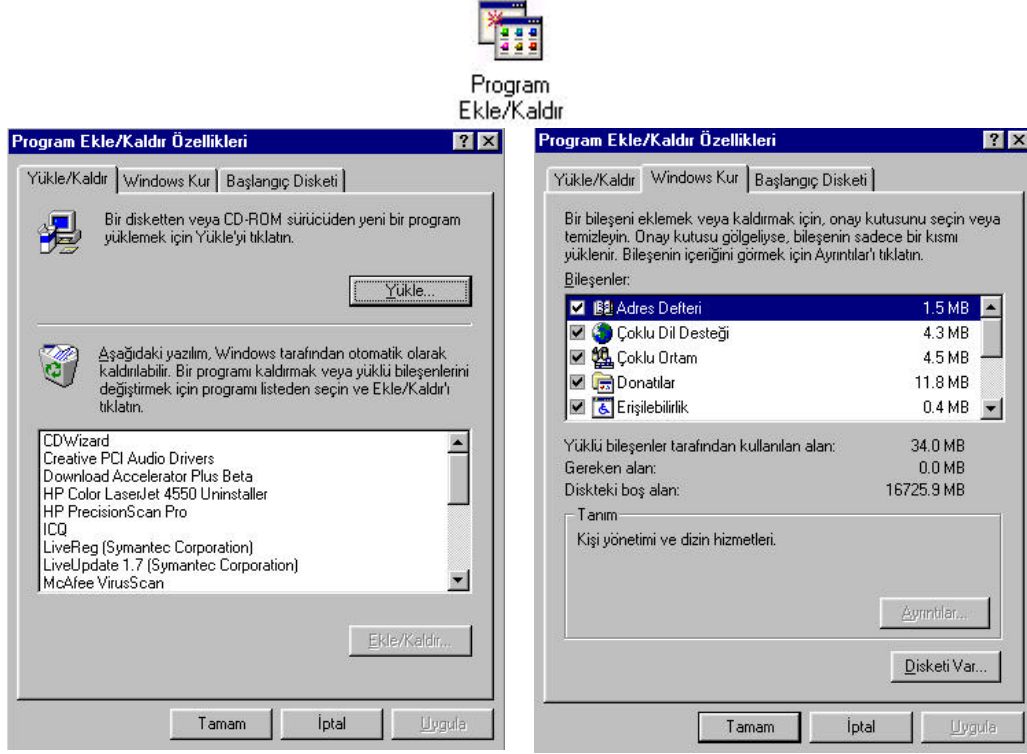 Program
Ekle/Kaldır
Program Ekle/Kaldır Özellikleri
Yükle/Kaldır
Windows Kur
Başlangıç Disketi
Bir disketten veya CD-ROM sürücüden yeni bir program
yüklemek için Yükle'yi tıklatın.
Yükle...
Aşağıdaki yazılım, Windows tarafından otomatik olarak
kaldırılabilir. Bir programı kaldırmak veya yüklü bileşenlerini
değiştirmek için programı listeden seçin ve Ekle/Kaldır'ı
tıklatın.
CDWizard
Creative PCI Audio Drivers
Download Accelerator Plus Beta
HP Color LaserJet 4550 Uninstaller
HP PrecisionScan Pro
ICQ
LiveReg (Symantec Corporation)
LiveUpdate 1.7 (Symantec Corporation)
McAfee VirusScan
Ekle/Kaldır...
Tamam
İptal
Uygula
Program Ekle/Kaldır Özellikleri
Yükle/Kaldır
Windows Kur
Başlangıç Disketi
Bir bileşeni eklemek veya kaldırmak için, onay kutusunu seçin veya
temizleyin. Onay kutusu gölgeliyse, bileşenin sadece bir kısmı
yüklenir. Bileşenin içeriğini görmek için Ayrıntılar'ı tıklatın.
Bileşenler:
Adres Defteri 1.5 MB
Çoklu Dil Desteği 4.3 MB
Çoklu Ortam 4.5 MB
Donatılar 11.8 MB
Erişilebilirlik 0.4 MB
Yüklü bileşenler tarafından kullanılan alan: 34.0 MB
Gereken alan: 0.0 MB
Diskteki boş alan: 16725.9 MB
Tanım
Kişi yönetimi ve dizin hizmetleri.
Ayrıntılar...
Disketi Var...
Tamam
İptal
Uygula